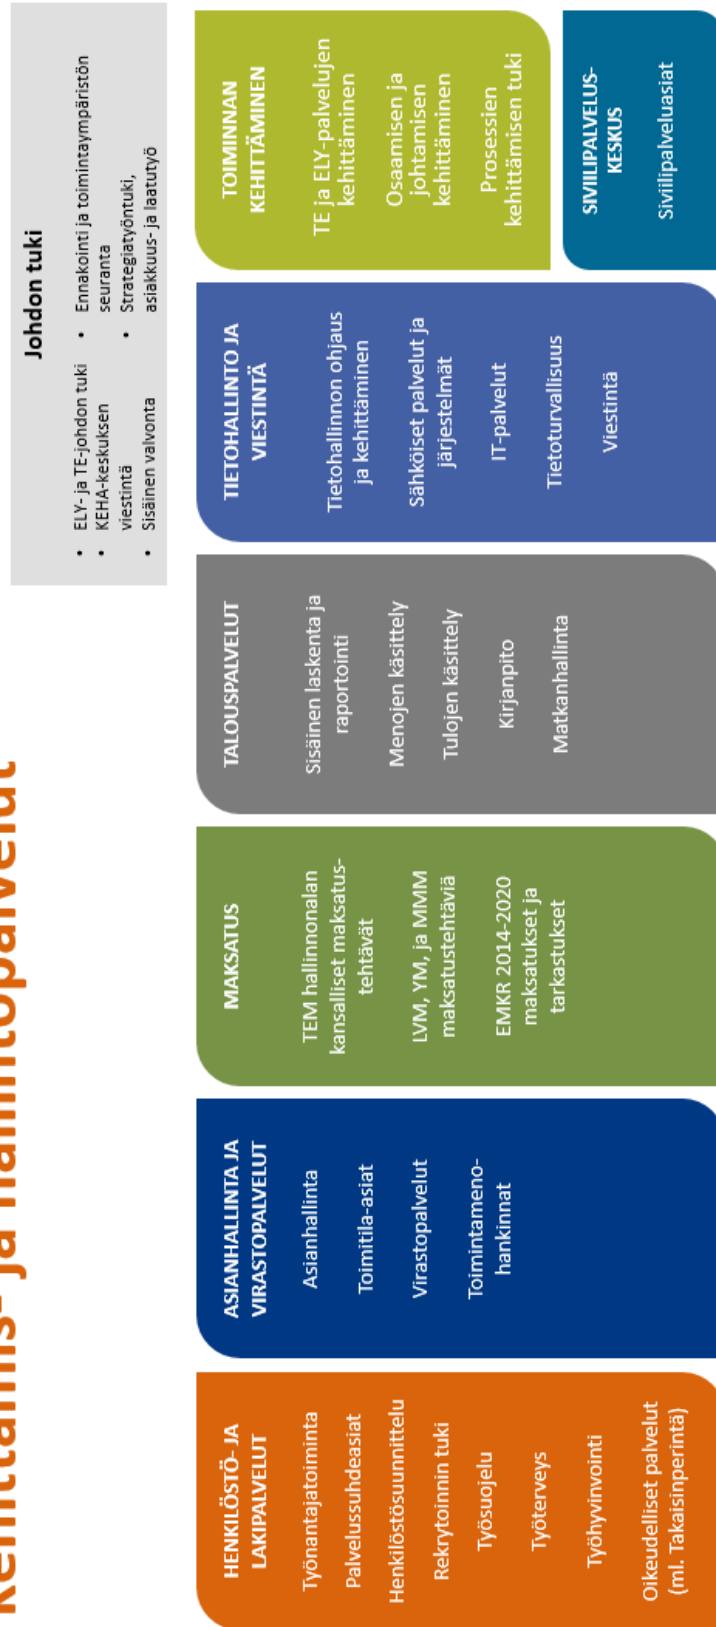 Kehittämis- ja hallintopalvelut
Johdon tuki
• ELY- ja TE-johdon tuki
• KEHA-keskuksen
viestintä
• Sisäinen valvonta
• Ennakointi ja toimintaympäristön
seuranta
• Strategiatyöntuki,
asiakkuus- ja laatutyö
HENKILÖSTÖ- JA
LAKIPALVELUT
Työnantajatoiminta
Palvelussuhdeasiat
Henkilöstösuunnittelu
Rekrytoinnin tuki
Työsuojelu
Työterveys
Työhyvinvointi
Oikeudelliset palvelut
(ml. Takaisinperintä)
ASIANHALLINTA JA
VIRASTOPALVELUT
Asianhallinta
Toimitila-asiat
Virastopalvelut
Toimintameno-
hankinnat
MAKSATUS
TEM hallinnonalan
kansalliset maksatus-
tehtävät
LVM, YM, ja MMM
maksatustehtäviä
EMKR 2014-2020
maksatukset ja
tarkastukset
TALOUSPALVELUT
Sisäinen laskenta ja
raportointi
Menojen käsittely
Tulojen käsittely
Kirjanpito
Matkanhallinta
TIETOHALLINTO JA
VIESTINTÄ
Tietohallinnon ohjaus
ja kehittäminen
Sähköiset palvelut ja
järjestelmät
IT-palvelut
Tietoturvallisuus
Viestintä
TOIMINNAN
KEHITTÄMINEN
TE ja ELY-palvelujen
kehittäminen
Osaamisen ja
johtamisen
kehittäminen
Prosessien
kehittämisen tuki
SIVIILIPALVELUS-
KESKUS
Siviilipalveluasiat